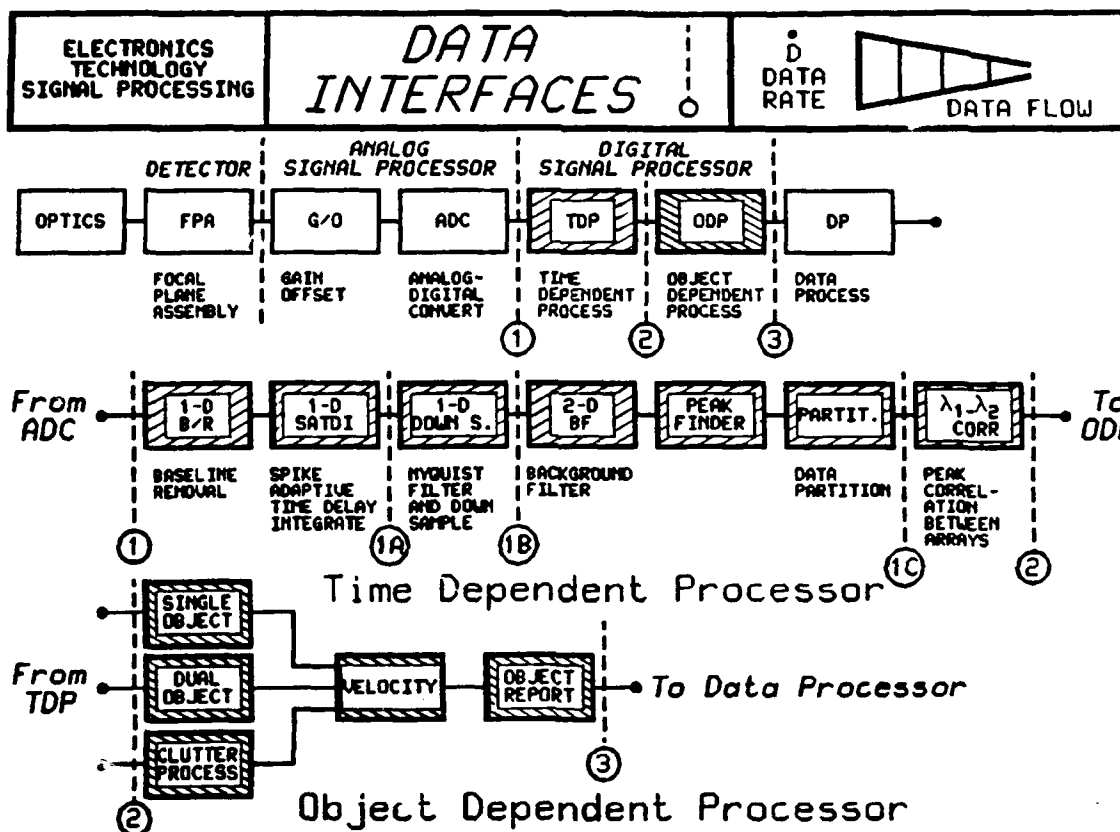 ELECTRONICS
TECHNOLOGY
SIGNAL PROCESSING
DATA
INTERFACES
D
DATA
RATE
DATA FLOW
DETECTOR
ANALOG
SIGNAL PROCESSOR
DIGITAL
SIGNAL PROCESSOR
OPTICS
FPA
G/O
ADC
TDP
ODP
DP
FOCAL
PLANE
ASSEMBLY
GAIN
OFFSET
ANALOG-
DIGITAL
CONVERT
TIME
DEPENDENT
PROCESS
OBJECT
DEPENDENT
PROCESS
DATA
PROCESS
1
2
3
From
ADC
1-D
B/R
1-D
SATDI
1-D
DOWN S.
2-D
BF
PEAK
FINDER
PARTIT.
λ1-λ2
CORR
To
OD
BASELINE
REMOVAL
SPIKE
ADAPTIVE
TIME DELAY
INTEGRATE
NYQUIST
FILTER
AND DOWN
SAMPLE
BACKGROUND
FILTER
DATA
PARTITION
PEAK
CORREL-
ATION
BETWEEN
ARRAYS
1
1A
1B
1C
2
Time Dependent Processor
From
TDP
SINGLE
OBJECT
DUAL
OBJECT
CLUTTER
PROCESS
VELOCITY
OBJECT
REPORT
To Data Processor
2
3
Object Dependent Processor